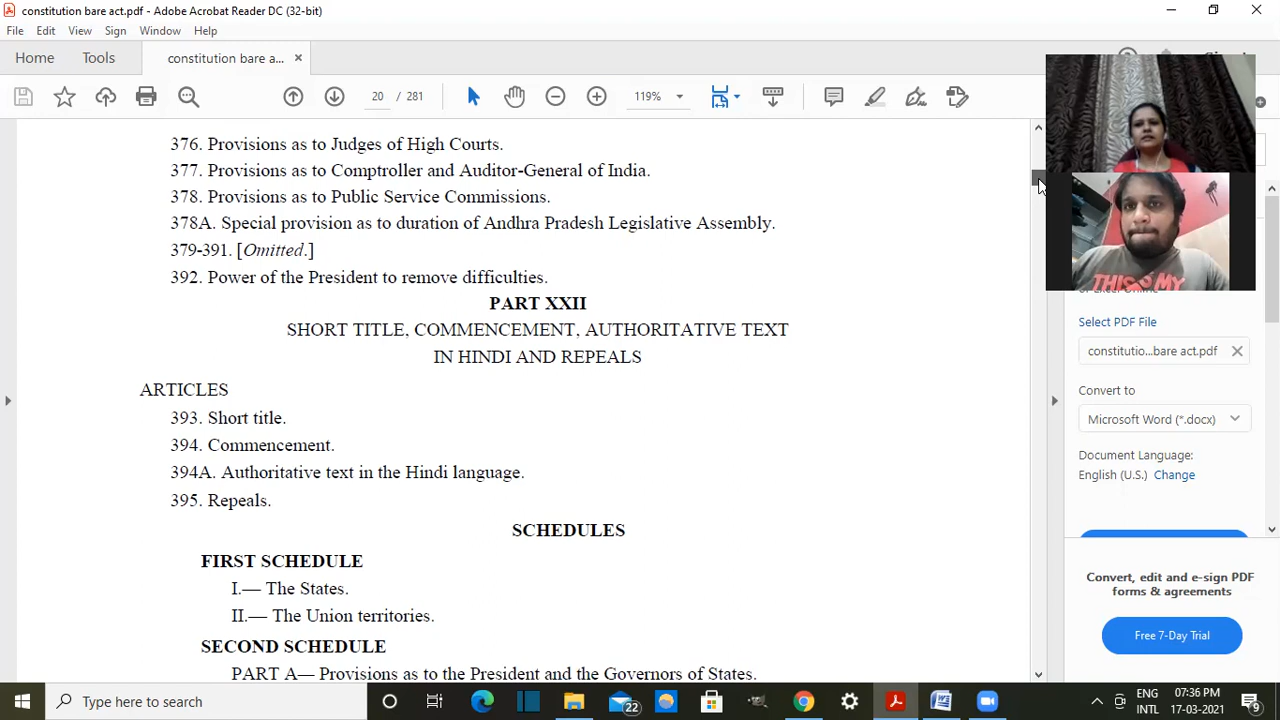 constitution bare act.pdf - Adobe Acrobat Reader DC (32-bit)
File Edit View Sign Window Help
Home Tools constitution bare a... ×
20 / 281 119%
376. Provisions as to Judges of High Courts.
377. Provisions as to Comptroller and Auditor-General of India.
378. Provisions as to Public Service Commissions.
378A. Special provision as to duration of Andhra Pradesh Legislative Assembly.
379-391. [Omitted.]
392. Power of the President to remove difficulties.
PART XXII
SHORT TITLE, COMMENCEMENT, AUTHORITATIVE TEXT
IN HINDI AND REPEALS
ARTICLES
393. Short title.
394. Commencement.
394A. Authoritative text in the Hindi language.
395. Repeals.
SCHEDULES
FIRST SCHEDULE
I.— The States.
II.— The Union territories.
SECOND SCHEDULE
PART A— Provisions as to the President and the Governors of States.
THIS IS MY
Select PDF File
constitutio...bare act.pdf
Convert to
Microsoft Word (*.docx)
Document Language:
English (U.S.) Change
Convert, edit and e-sign PDF
forms & agreements
Free 7-Day Trial
Type here to search
22
ENG
INTL
07:36 PM
17-03-2021
9